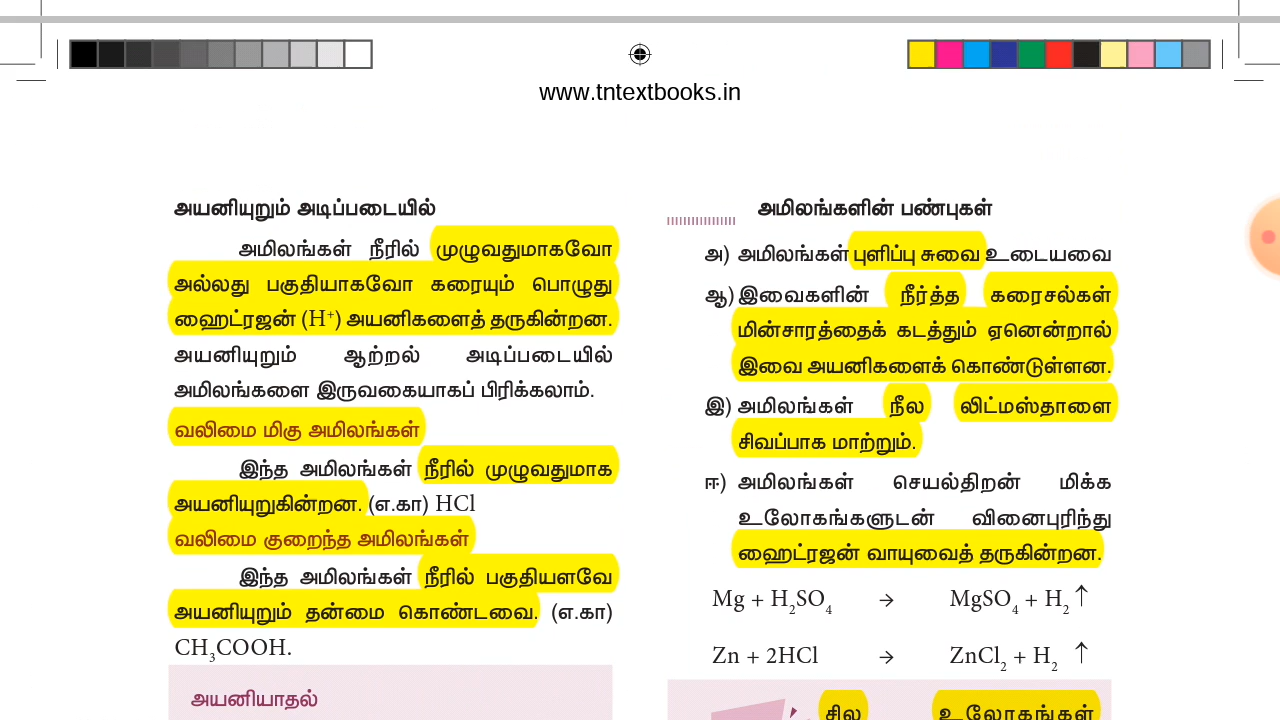 www.tntextbooks.in
அயனியுறும் அடிப்படையில்
அமிலங்கள் நீரில் முழுவதுமாகவோ
அல்லது பகுதியாகவோ கரையும் பொழுது
ஹைட்ரஜன் (H⁺) அயனிகளைத் தருகின்றன.
அயனியுறும் ஆற்றல் அடிப்படையில்
அமிலங்களை இருவகையாகப் பிரிக்கலாம்.
வலிமை மிகு அமிலங்கள்
இந்த அமிலங்கள் நீரில் முழுவதுமாக
அயனியுறுகின்றன. (எ.கா) HCl
வலிமை குறைந்த அமிலங்கள்
இந்த அமிலங்கள் நீரில் பகுதியளவே
அயனியுறும் தன்மை கொண்டவை. (எ.கா)
CH₃COOH.
அயனியாதல்
அமிலங்களின் பண்புகள்
அ) அமிலங்கள் புளிப்பு சுவை உடையவை
ஆ) இவைகளின் நீர்த்த கரைசல்கள்
மின்சாரத்தைக் கடத்தும் ஏனென்றால்
இவை அயனிகளைக் கொண்டுள்ளன.
இ) அமிலங்கள் நீல லிட்மஸ்தாளை
சிவப்பாக மாற்றும்.
ஈ) அமிலங்கள் செயல்திறன் மிக்க
உலோகங்களுடன் வினைபுரிந்து
ஹைட்ரஜன் வாயுவைத் தருகின்றன.
Mg + H₂SO₄ → MgSO₄ + H₂ ↑
Zn + 2HCl → ZnCl₂ + H₂ ↑
சில உலோகங்கள்